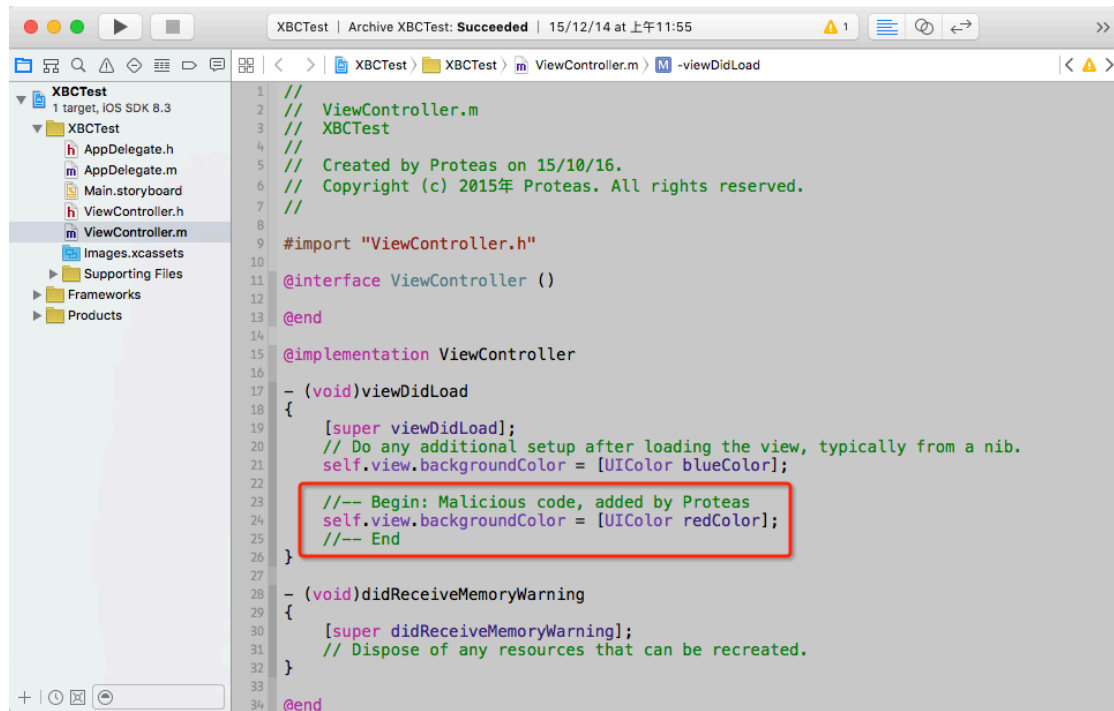 XBCTest | Archive XBCTest: Succeeded | 15/12/14 at 上午11:55
1
XBCTest 〉 XBCTest 〉 m ViewController.m 〉 M -viewDidLoad
XBCTest
1 target, iOS SDK 8.3
XBCTest
h AppDelegate.h
m AppDelegate.m
Main.storyboard
h ViewController.h
m ViewController.m
Images.xcassets
Supporting Files
Frameworks
Products
1 //
2 // ViewController.m
3 // XBCTest
4 //
5 // Created by Proteas on 15/10/16.
6 // Copyright (c) 2015年 Proteas. All rights reserved.
7 //
8
9 #import "ViewController.h"
10
11 @interface ViewController ()
12
13 @end
14
15 @implementation ViewController
16
17 - (void)viewDidLoad
18 {
19 [super viewDidLoad];
20 // Do any additional setup after loading the view, typically from a nib.
21 self.view.backgroundColor = [UIColor blueColor];
22
23 //-- Begin: Malicious code, added by Proteas
24 self.view.backgroundColor = [UIColor redColor];
25 //-- End
26 }
27
28 - (void)didReceiveMemoryWarning
29 {
30 [super didReceiveMemoryWarning];
31 // Dispose of any resources that can be recreated.
32 }
33
34 @end